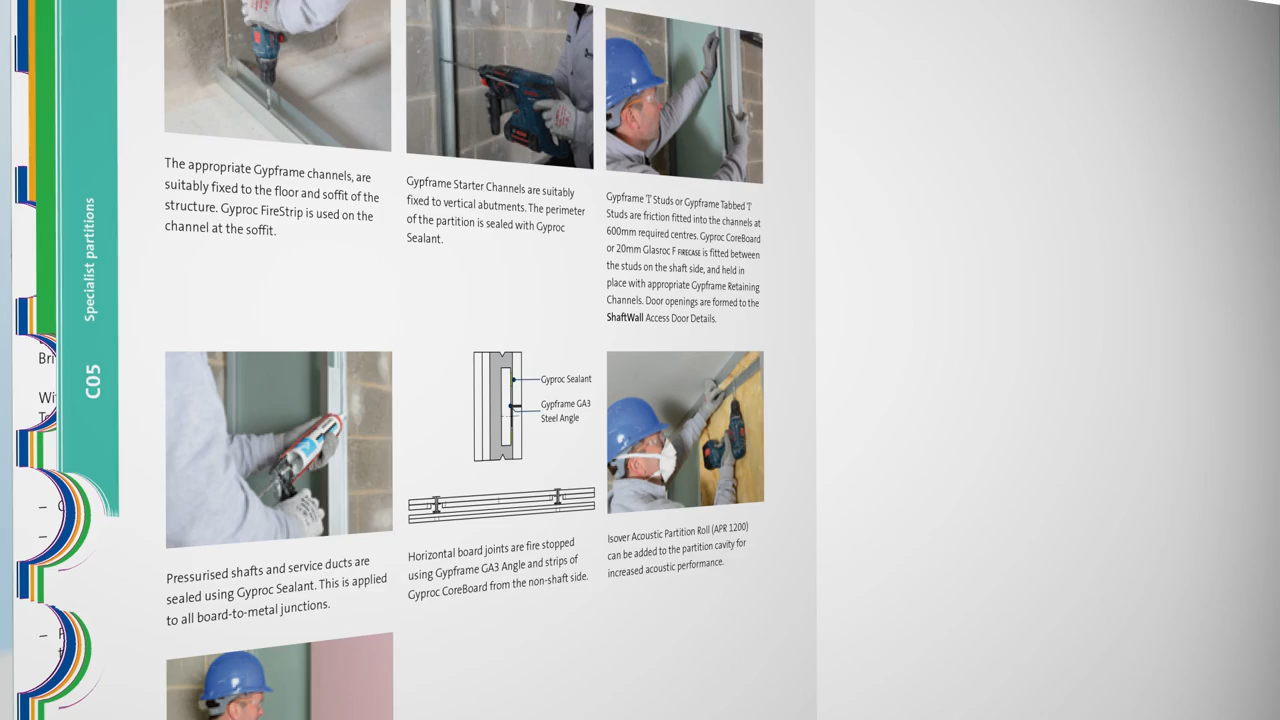 Specialist partitions
C05
Bri
Wi
The appropriate Gypframe channels, are
suitably fixed to the floor and soffit of the
structure. Gyproc FireStrip is used on the
channel at the soffit.
Gypframe Starter Channels are suitably
fixed to vertical abutments. The perimeter
of the partition is sealed with Gyproc
Sealant.
Gypframe 'I' Studs or Gypframe Tabbed 'I'
Studs are friction fitted into the channels at
600mm required centres. Gyproc CoreBoard
or 20mm Glasroc F FIRECASE is fitted between
the studs on the shaft side, and held in
place with appropriate Gypframe Retaining
Channels. Door openings are formed to the
ShaftWall Access Door Details.
Gyproc Sealant
Gypframe GA3
Steel Angle
Pressurised shafts and service ducts are
sealed using Gyproc Sealant. This is applied
to all board-to-metal junctions.
Horizontal board joints are fire stopped
using Gypframe GA3 Angle and strips of
Gyproc CoreBoard from the non-shaft side.
Isover Acoustic Partition Roll (APR 1200)
can be added to the partition cavity for
increased acoustic performance.